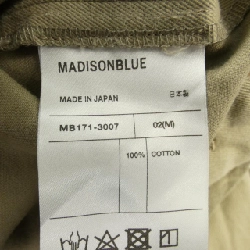 MADISONBLUE
MADE IN JAPAN 日本製
MB171-3007 02(M)
100% COTTON